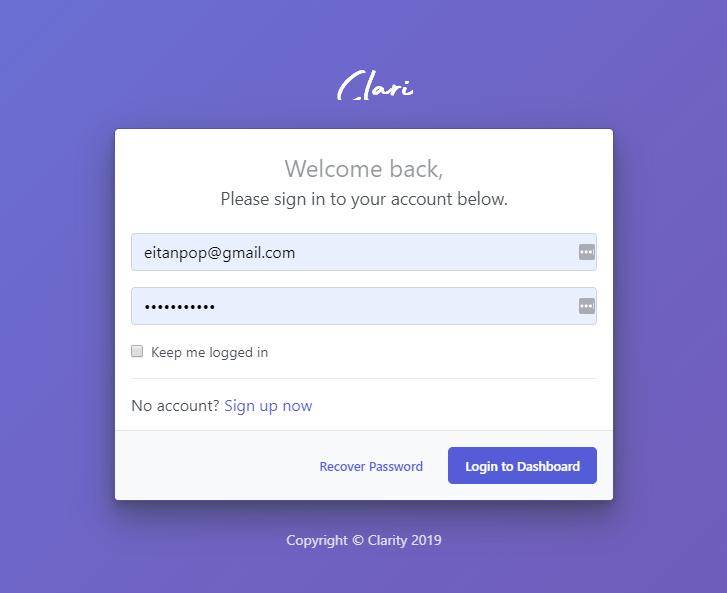 Clari
Welcome back,
Please sign in to your account below.
eitanpop@gmail.com
•••••••••••
Keep me logged in
No account? Sign up now
Recover Password
Login to Dashboard
Copyright © Clarity 2019